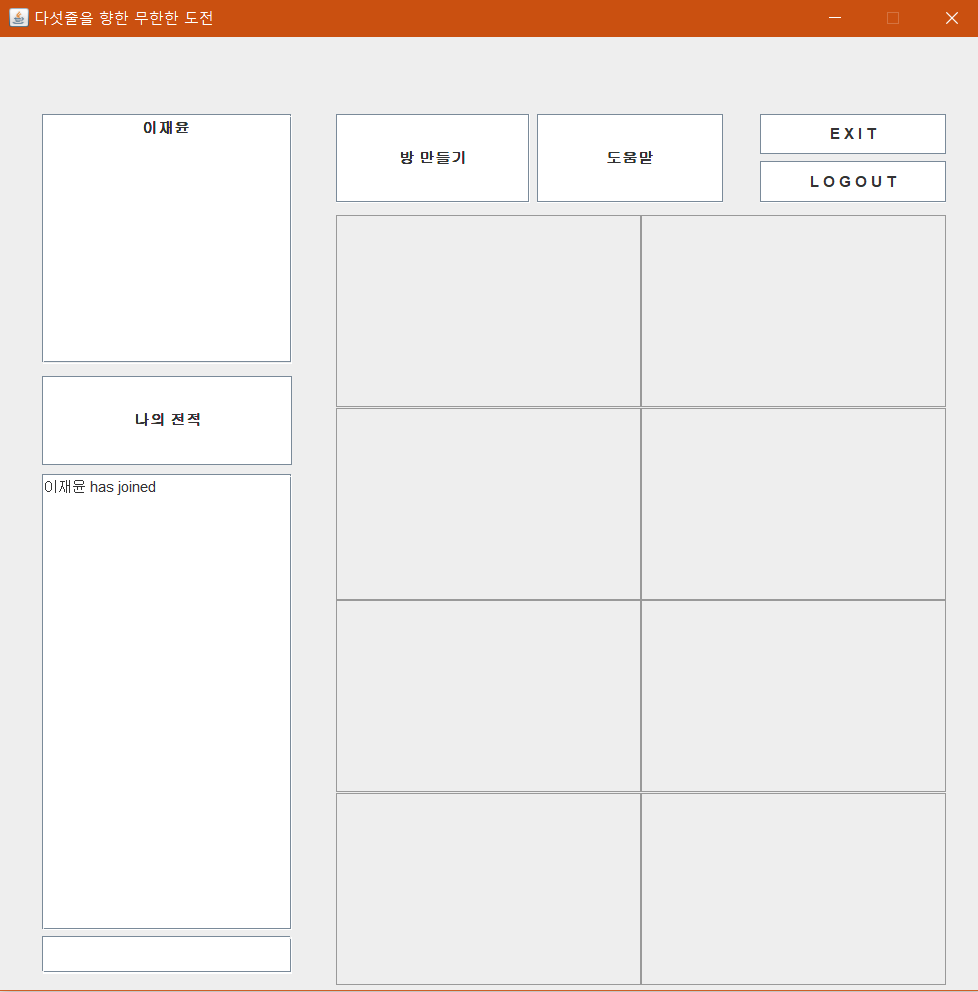 다섯줄을 향한 무한한 도전
이재윤
방 만들기
도움말
EXIT
LOGOUT
나의 전적
이재윤 has joined